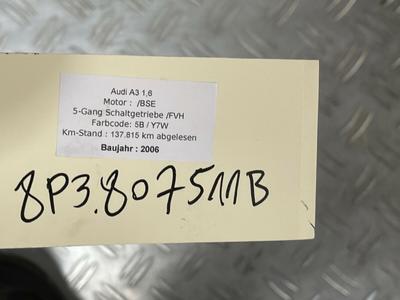 Audi A3 1,6
Motor : /BSE
5-Gang Schaltgetriebe /FVH
Farbcode: 5B / Y7W
Km-Stand : 137.815 km abgelesen
Baujahr : 2006
8P3.807511B